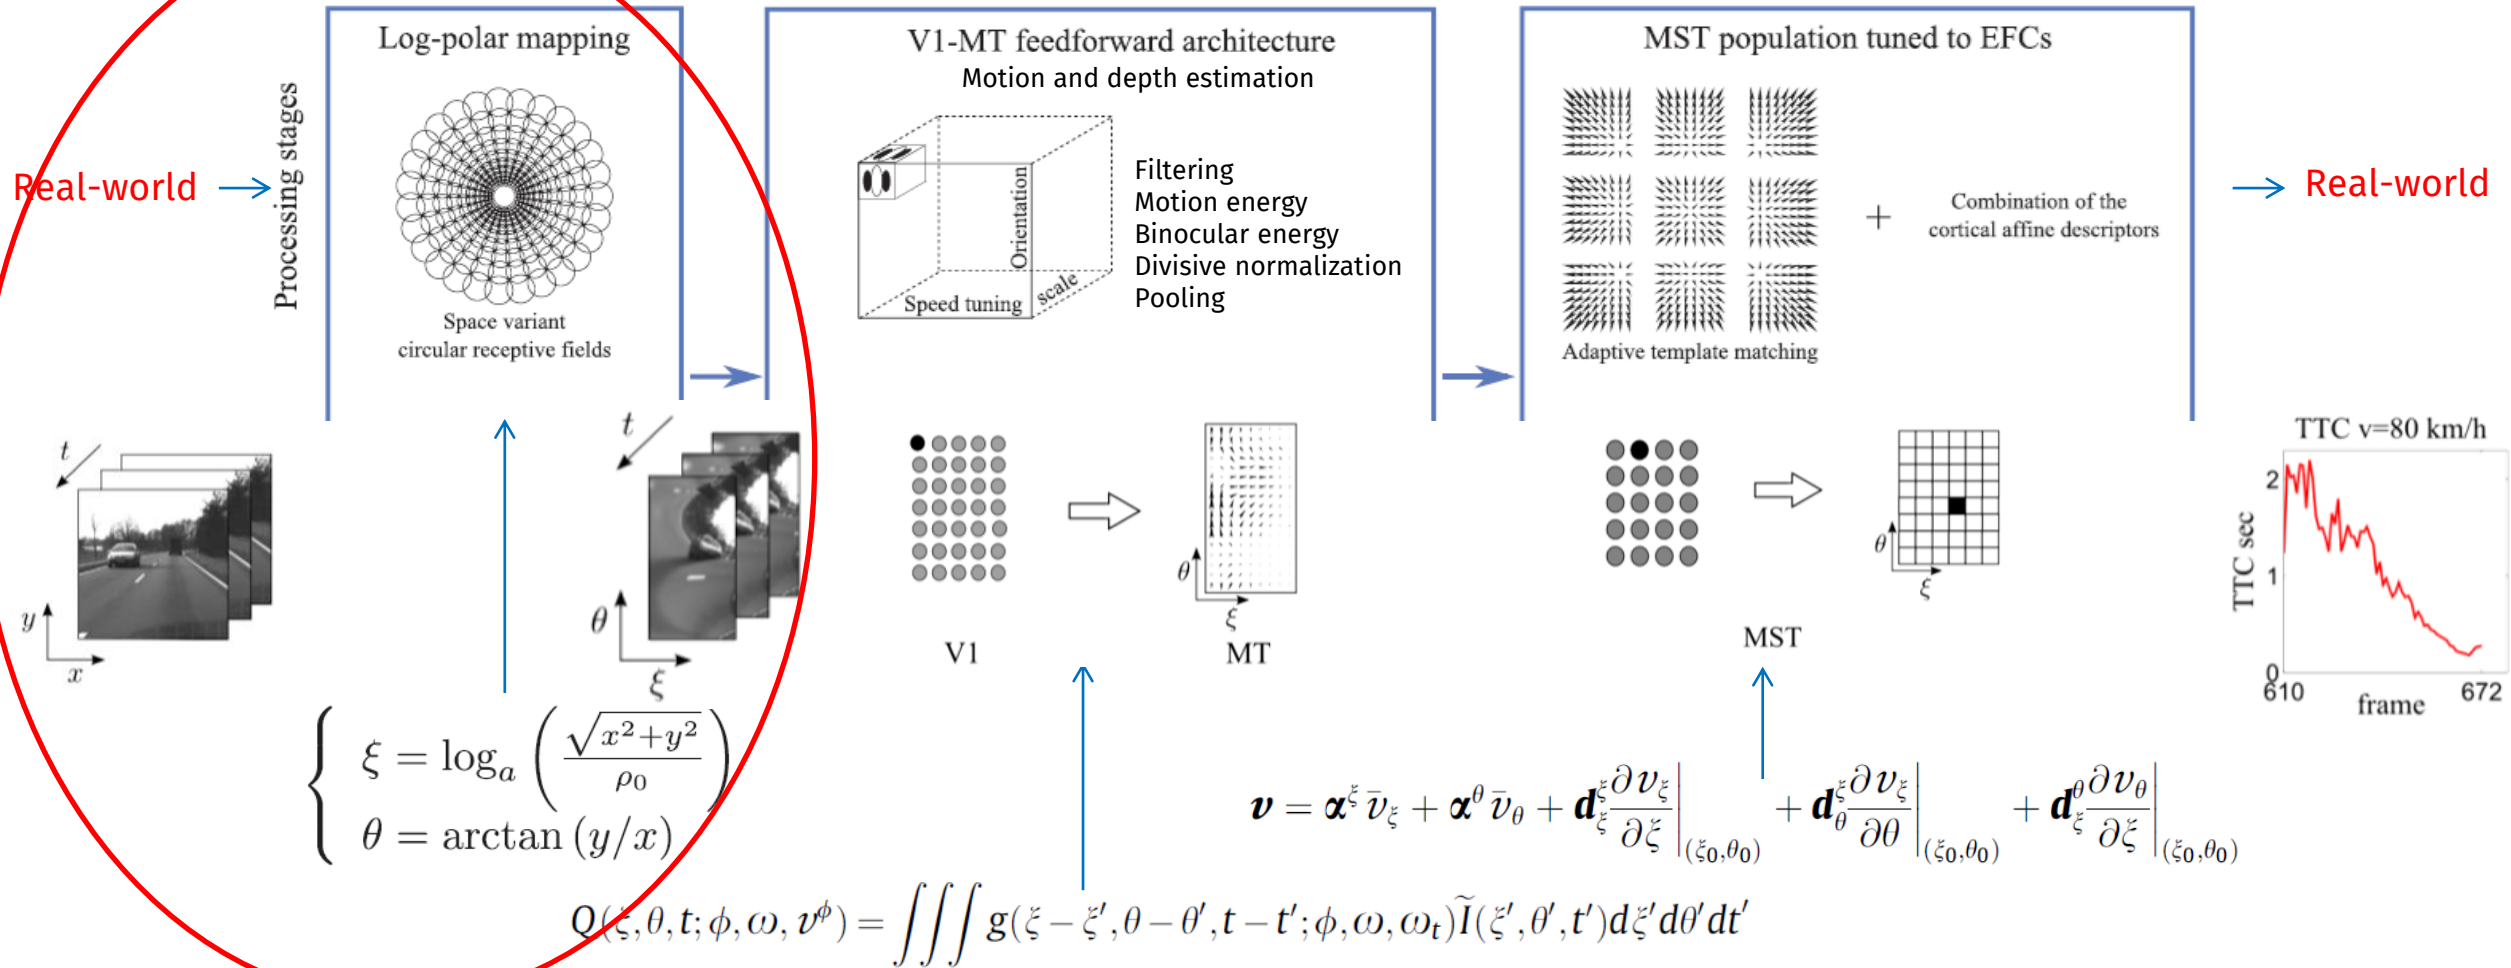 Log-polar mapping
Processing stages
Real-world
Space variant
circular receptive fields
V1-MT feedforward architecture
Motion and depth estimation
Orientation
Speed tuning
scale
Filtering
Motion energy
Binocular energy
Divisive normalization
Pooling
MST population tuned to EFCs
+
Combination of the
cortical affine descriptors
Adaptive template matching
Real-world
t
y
x
t
θ
ξ
V1
θ
ξ
MT
MST
θ
ξ
TTC v=80 km/h
TTC sec
2
1
0
610
672
frame
ξ = log_a ( √(x²+y²) / ρ₀ )
θ = arctan (y/x)
v = α^ξ v̄_ξ + α^θ v̄_θ + d^ξ_ξ ∂v_ξ/∂ξ |_(ξ₀,θ₀) + d^ξ_θ ∂v_ξ/∂θ |_(ξ₀,θ₀) + d^θ_ξ ∂v_θ/∂ξ |_(ξ₀,θ₀)
Q(ξ,θ,t;φ,ω,v^φ) = ∭ g(ξ − ξ′,θ − θ′,t − t′;φ,ω,ω_t)Ĩ(ξ′,θ′,t′)dξ′dθ′dt′